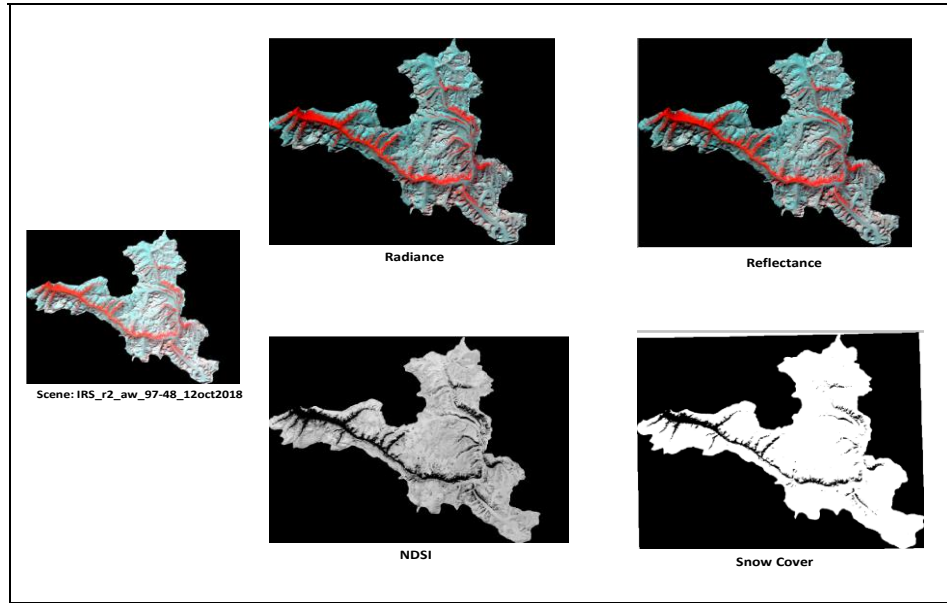 Radiance
Reflectance
Scene: IRS_r2_aw_97-48_12oct2018
NDSI
Snow Cover